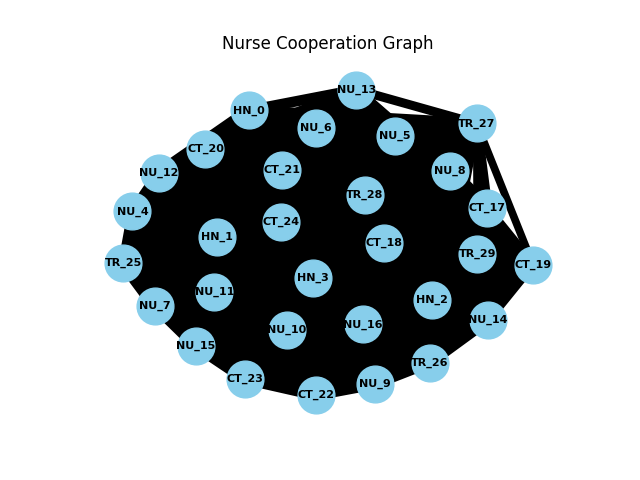 Nurse Cooperation Graph
NU_13
HN_0
TR_27
NU_6
NU_5
CT_20
CT_21
NU_8
NU_12
TR_28
CT_17
NU_4
CT_24
HN_1
CT_18
TR_29
TR_25
CT_19
HN_3
NU_11
HN_2
NU_7
NU_14
NU_16
NU_10
NU_15
TR_26
CT_23
NU_9
CT_22